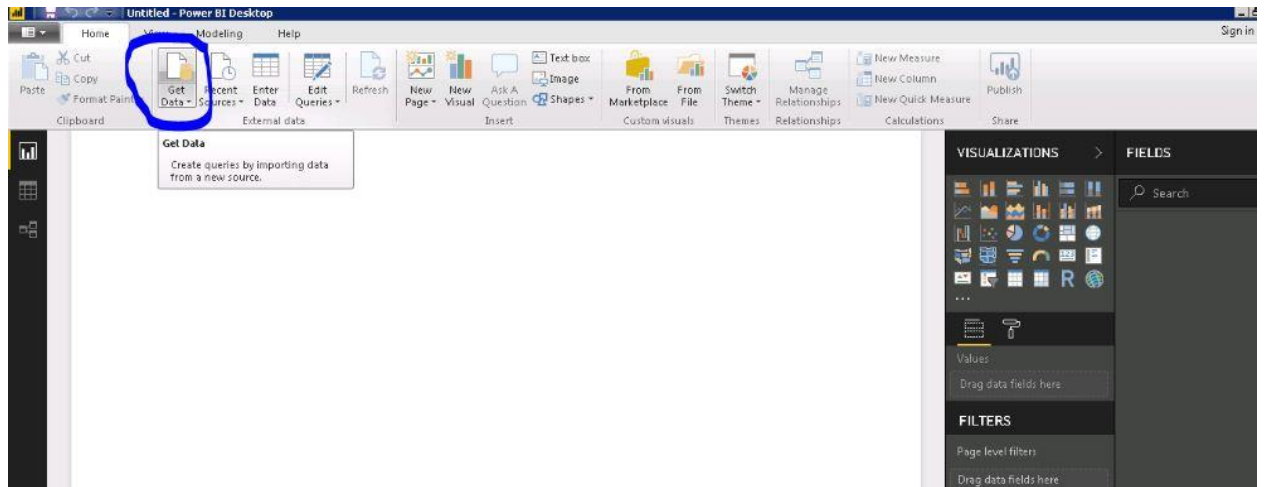 Untitled - Power BI Desktop
Home
Modeling
Help
Sign in
Paste
Cut
Copy
Format Paint
Get Data
Recent Sources
Enter Data
Edit Queries
Refresh
New Page
New Visual
Ask A Question
Text box
Image
Shapes
From Marketplace
From File
Switch Theme
Manage Relationships
New Measure
New Column
New Quick Measure
Publish
Clipboard
External data
Insert
Custom visuals
Themes
Relationships
Calculations
Share
Get Data
Create queries by importing data
from a new source.
VISUALIZATIONS >
FIELDS
Search
R
...
Values
Drag data fields here
FILTERS
Page level filters
Drag data fields here